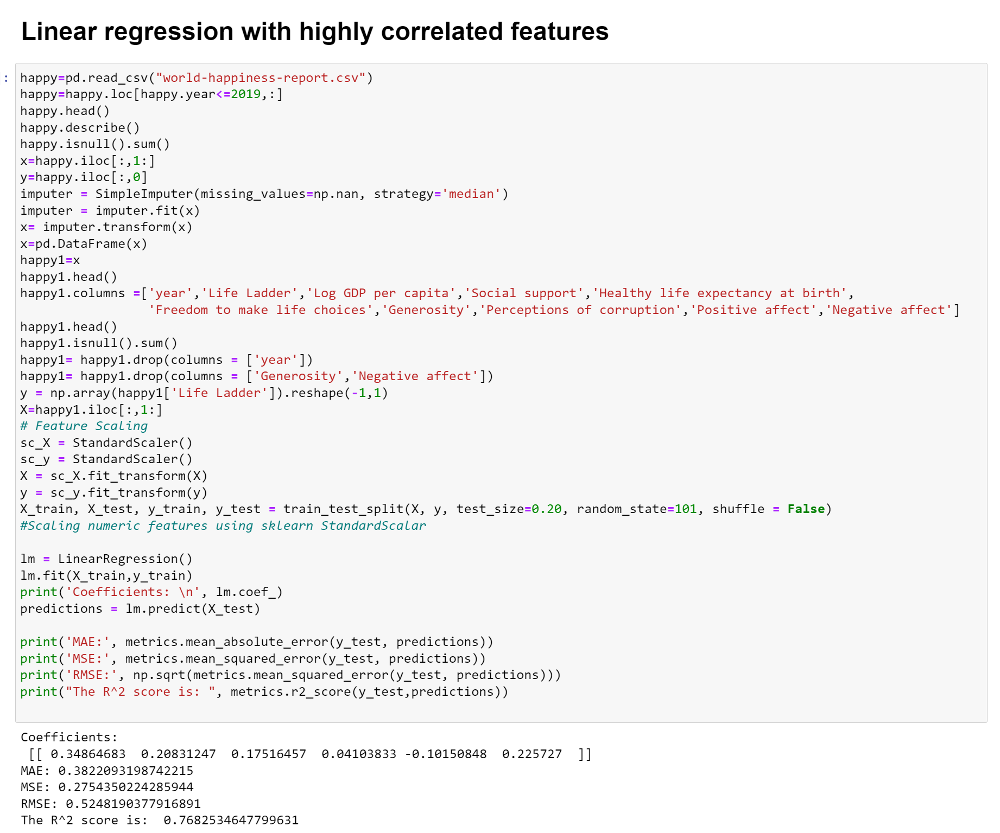 Linear regression with highly correlated features
:
happy=pd.read_csv("world-happiness-report.csv")
happy=happy.loc[happy.year<=2019,:]
happy.head()
happy.describe()
happy.isnull().sum()
x=happy.iloc[:,1:]
y=happy.iloc[:,0]
imputer = SimpleImputer(missing_values=np.nan, strategy='median')
imputer = imputer.fit(x)
x= imputer.transform(x)
x=pd.DataFrame(x)
happy1=x
happy1.head()
happy1.columns =['year','Life Ladder','Log GDP per capita','Social support','Healthy life expectancy at birth',
                 'Freedom to make life choices','Generosity','Perceptions of corruption','Positive affect','Negative affect']
happy1.head()
happy1.isnull().sum()
happy1= happy1.drop(columns = ['year'])
happy1= happy1.drop(columns = ['Generosity','Negative affect'])
y = np.array(happy1['Life Ladder']).reshape(-1,1)
X=happy1.iloc[:,1:]
# Feature Scaling
sc_X = StandardScaler()
sc_y = StandardScaler()
X = sc_X.fit_transform(X)
y = sc_y.fit_transform(y)
X_train, X_test, y_train, y_test = train_test_split(X, y, test_size=0.20, random_state=101, shuffle = False)
#Scaling numeric features using sklearn StandardScalar
lm = LinearRegression()
lm.fit(X_train,y_train)
print('Coefficients: \n', lm.coef_)
predictions = lm.predict(X_test)
print('MAE:', metrics.mean_absolute_error(y_test, predictions))
print('MSE:', metrics.mean_squared_error(y_test, predictions))
print('RMSE:', np.sqrt(metrics.mean_squared_error(y_test, predictions)))
print("The R^2 score is: ", metrics.r2_score(y_test,predictions))
Coefficients:
 [[ 0.34864683  0.20831247  0.17516457  0.04103833 -0.10150848  0.225727  ]]
MAE: 0.3822093198742215
MSE: 0.2754350224285944
RMSE: 0.5248190377916891
The R^2 score is:  0.7682534647799631